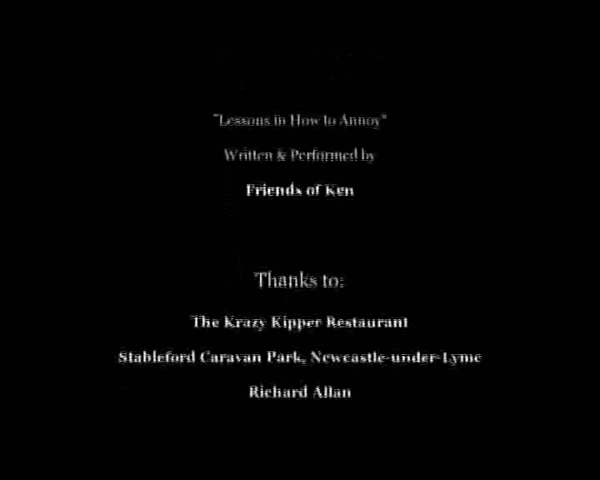 "Lessons in How to Annoy"
Written & Performed by
Friends of Ken
Thanks to:
The Krazy Kipper Restaurant
Stableford Caravan Park, Newcastle-under-Lyme
Richard Allan